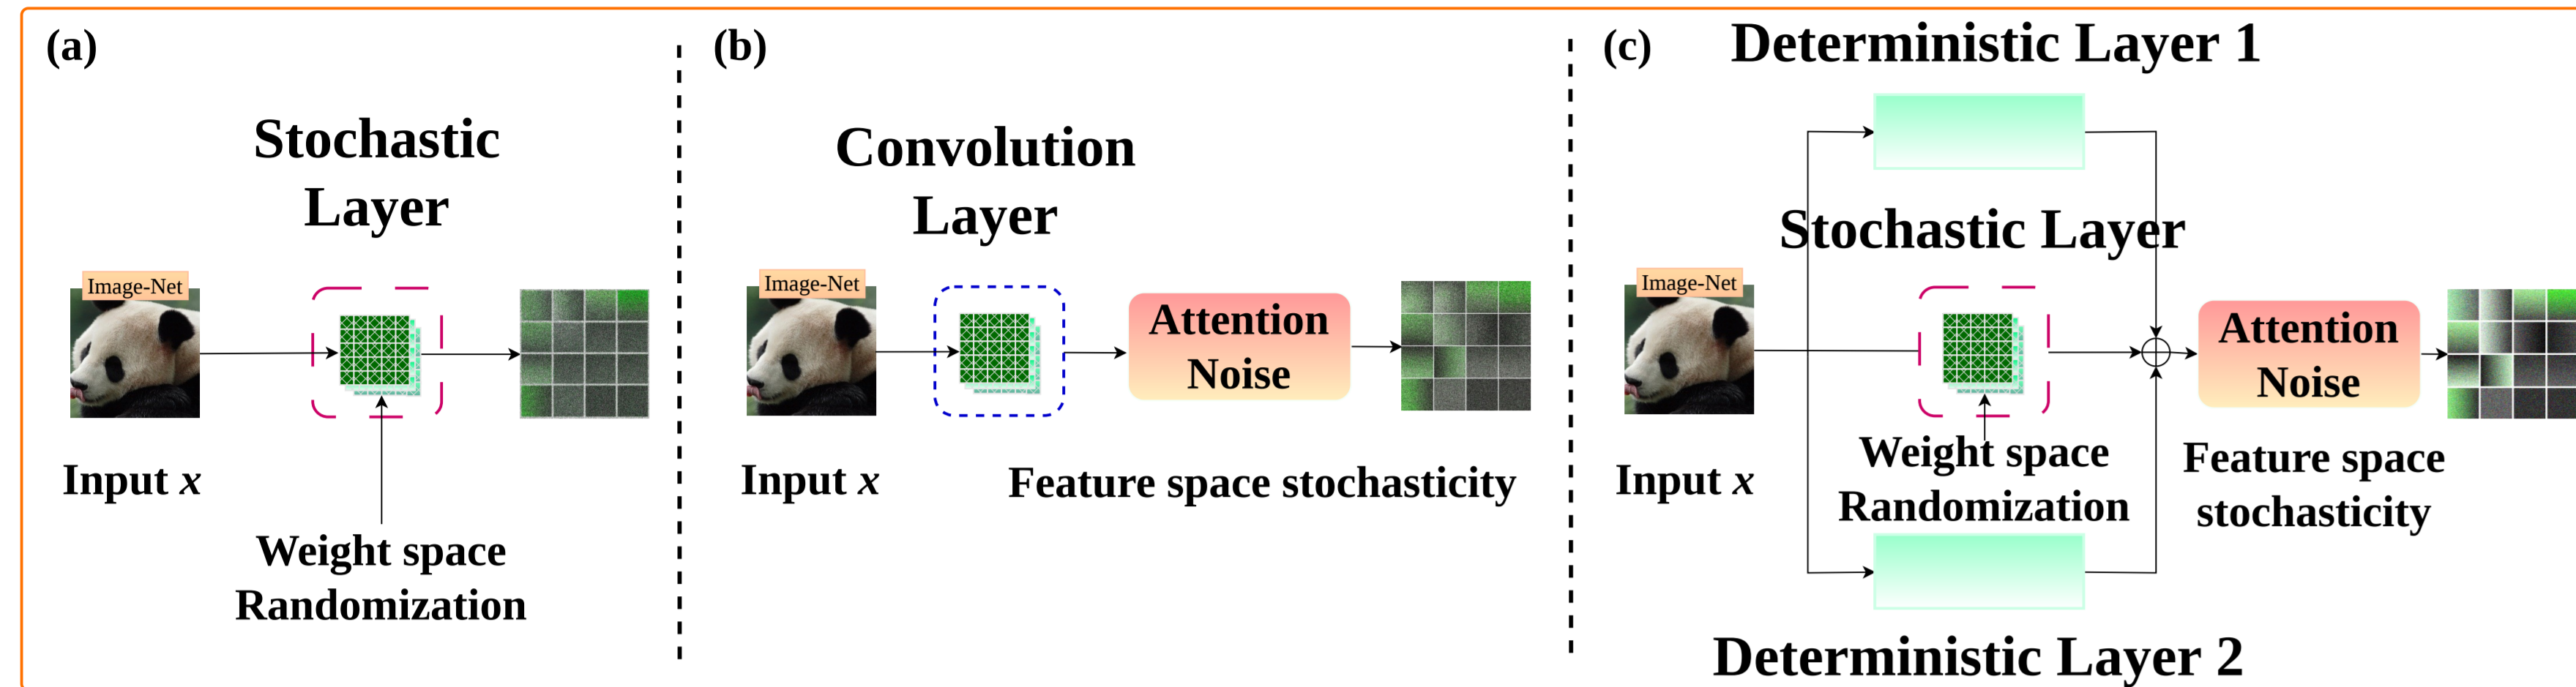 (a)
Stochastic
Layer
Image-Net
Input x
Weight space
Randomization
(b)
Convolution
Layer
Image-Net
Attention
Noise
Input x
Feature space stochasticity
(c)
Deterministic Layer 1
Stochastic Layer
Image-Net
Attention
Noise
Input x
Weight space
Randomization
Feature space
stochasticity
Deterministic Layer 2